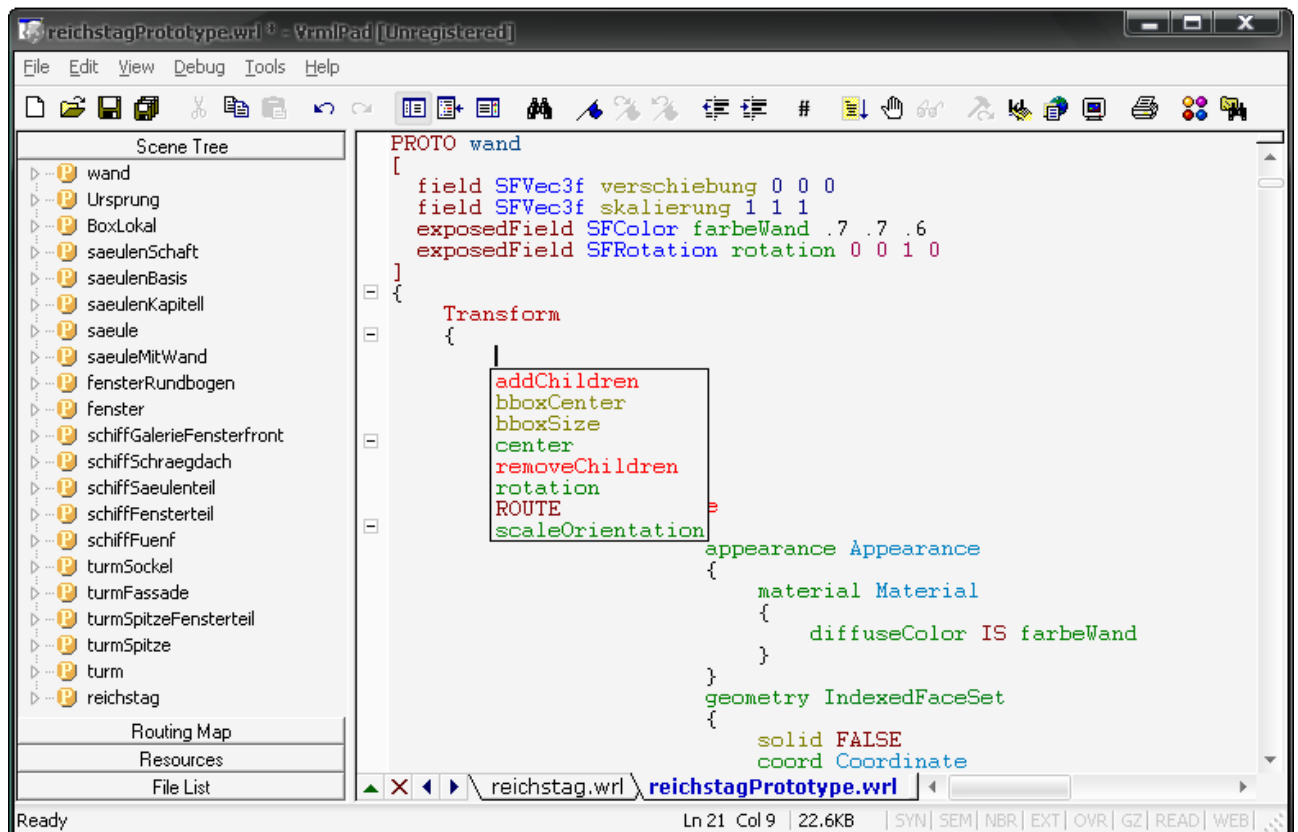 reichstagPrototype.wrl * - VrmlPad [Unregistered]
File Edit View Debug Tools Help
Scene Tree
wand
Ursprung
BoxLokal
saeulenSchaft
saeulenBasis
saeulenKapitell
saeule
saeuleMitWand
fensterRundbogen
fenster
schiffGalerieFensterfront
schiffSchraegdach
schiffSaeulenteil
schiffFensterteil
schiffFuenf
turmSockel
turmFassade
turmSpitzeFensterteil
turmSpitze
turm
reichstag
Routing Map
Resources
File List
PROTO wand
[
field SFVec3f verschiebung 0 0 0
field SFVec3f skalierung 1 1 1
exposedField SFColor farbeWand .7 .7 .6
exposedField SFRotation rotation 0 0 1 0
]
{
Transform
{
addChildren
bboxCenter
bboxSize
center
removeChildren
rotation
ROUTE e
scaleOrientation
appearance Appearance
{
material Material
{
diffuseColor IS farbeWand
}
}
geometry IndexedFaceSet
{
solid FALSE
coord Coordinate
reichstag.wrl reichstagPrototype.wrl
Ready Ln 21 Col 9 22.6KB SYN SEM NBR EXT OVR GZ READ WEB